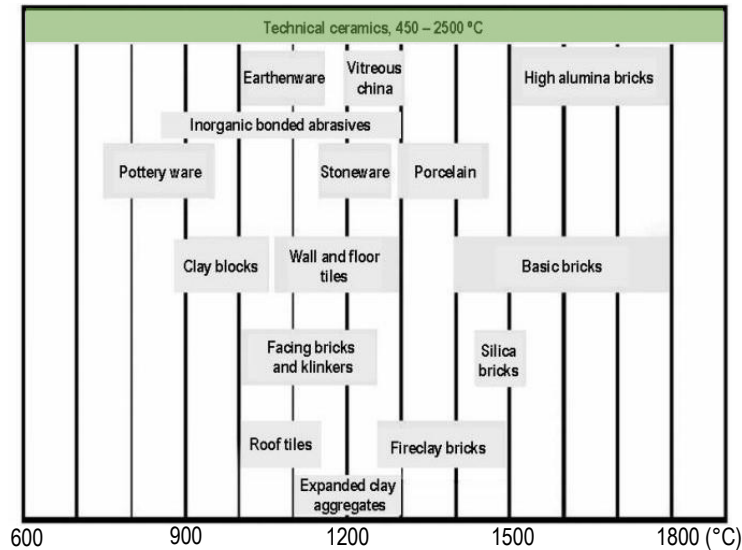 Technical ceramics, 450 – 2500 °C
Earthenware
Vitreous
china
High alumina bricks
Inorganic bonded abrasives
Pottery ware
Stoneware
Porcelain
Clay blocks
Wall and floor
tiles
Basic bricks
Facing bricks
and klinkers
Silica
bricks
Roof tiles
Fireclay bricks
Expanded clay
aggregates
600 900 1200 1500 1800 (°C)